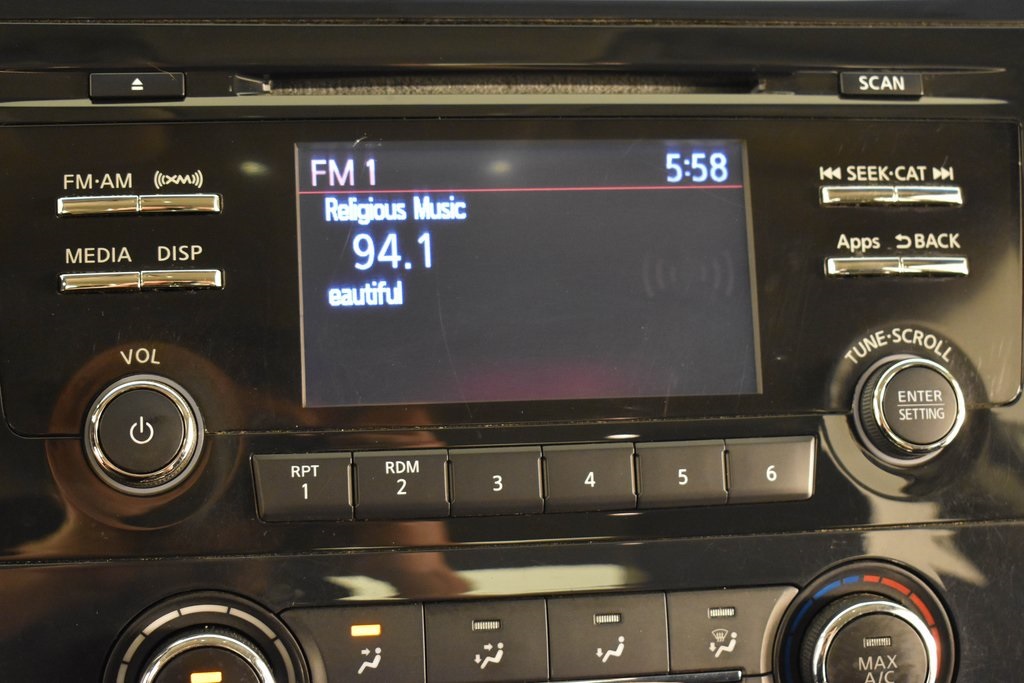 SCAN
FM 1 5:58
FM·AM XM
SEEK·CAT
Religious Music
94.1
MEDIA DISP
Apps BACK
eautiful
VOL
TUNE·SCROLL
ENTER
SETTING
RPT
1
RDM
2
3
4
5
6
MAX
A/C